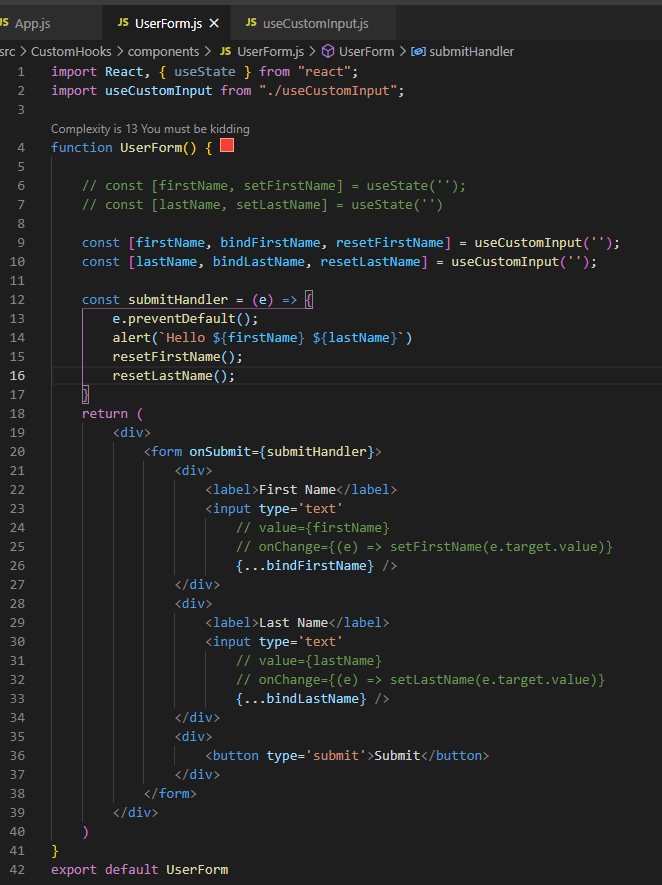 JS App.js JS UserForm.js × JS useCustomInput.js
src > CustomHooks > components > JS UserForm.js > UserForm > submitHandler
1 import React, { useState } from "react";
2 import useCustomInput from "./useCustomInput";
3
Complexity is 13 You must be kidding
4 function UserForm() {
5
6 // const [firstName, setFirstName] = useState('');
7 // const [lastName, setLastName] = useState('')
8
9 const [firstName, bindFirstName, resetFirstName] = useCustomInput('');
10 const [lastName, bindLastName, resetLastName] = useCustomInput('');
11
12 const submitHandler = (e) => {
13 e.preventDefault();
14 alert(`Hello ${firstName} ${lastName}`)
15 resetFirstName();
16 resetLastName();
17 }
18 return (
19 <div>
20 <form onSubmit={submitHandler}>
21 <div>
22 <label>First Name</label>
23 <input type='text'
24 // value={firstName}
25 // onChange={(e) => setFirstName(e.target.value)}
26 {...bindFirstName} />
27 </div>
28 <div>
29 <label>Last Name</label>
30 <input type='text'
31 // value={lastName}
32 // onChange={(e) => setLastName(e.target.value)}
33 {...bindLastName} />
34 </div>
35 <div>
36 <button type='submit'>Submit</button>
37 </div>
38 </form>
39 </div>
40 )
41 }
42 export default UserForm